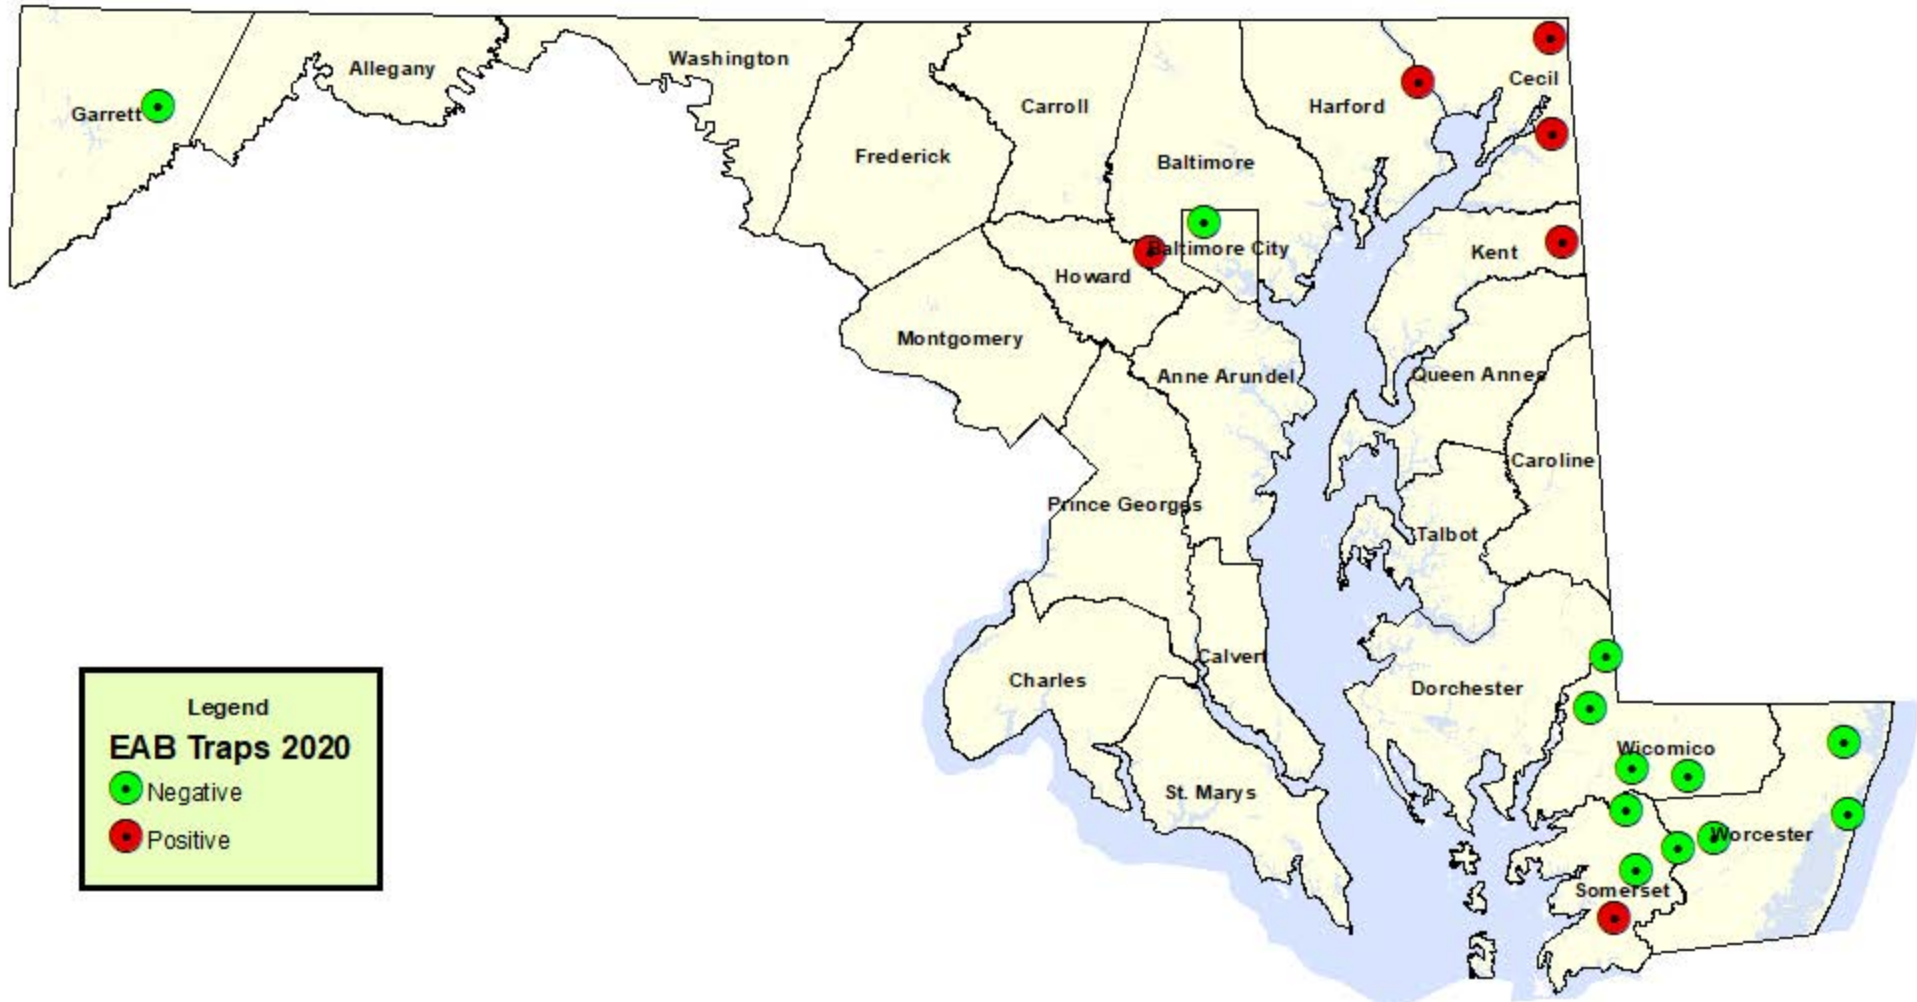 Washington
Allegany
Cecil
Garrett
Carroll
Harford
Frederick
Baltimore
Baltimore City
Kent
Howard
Montgomery
Anne Arundel
Queen Annes
Caroline
Prince Georges
Talbot
Calvert
Charles
Dorchester
Wicomico
St. Marys
Worcester
Somerset
Legend
EAB Traps 2020
Negative
Positive